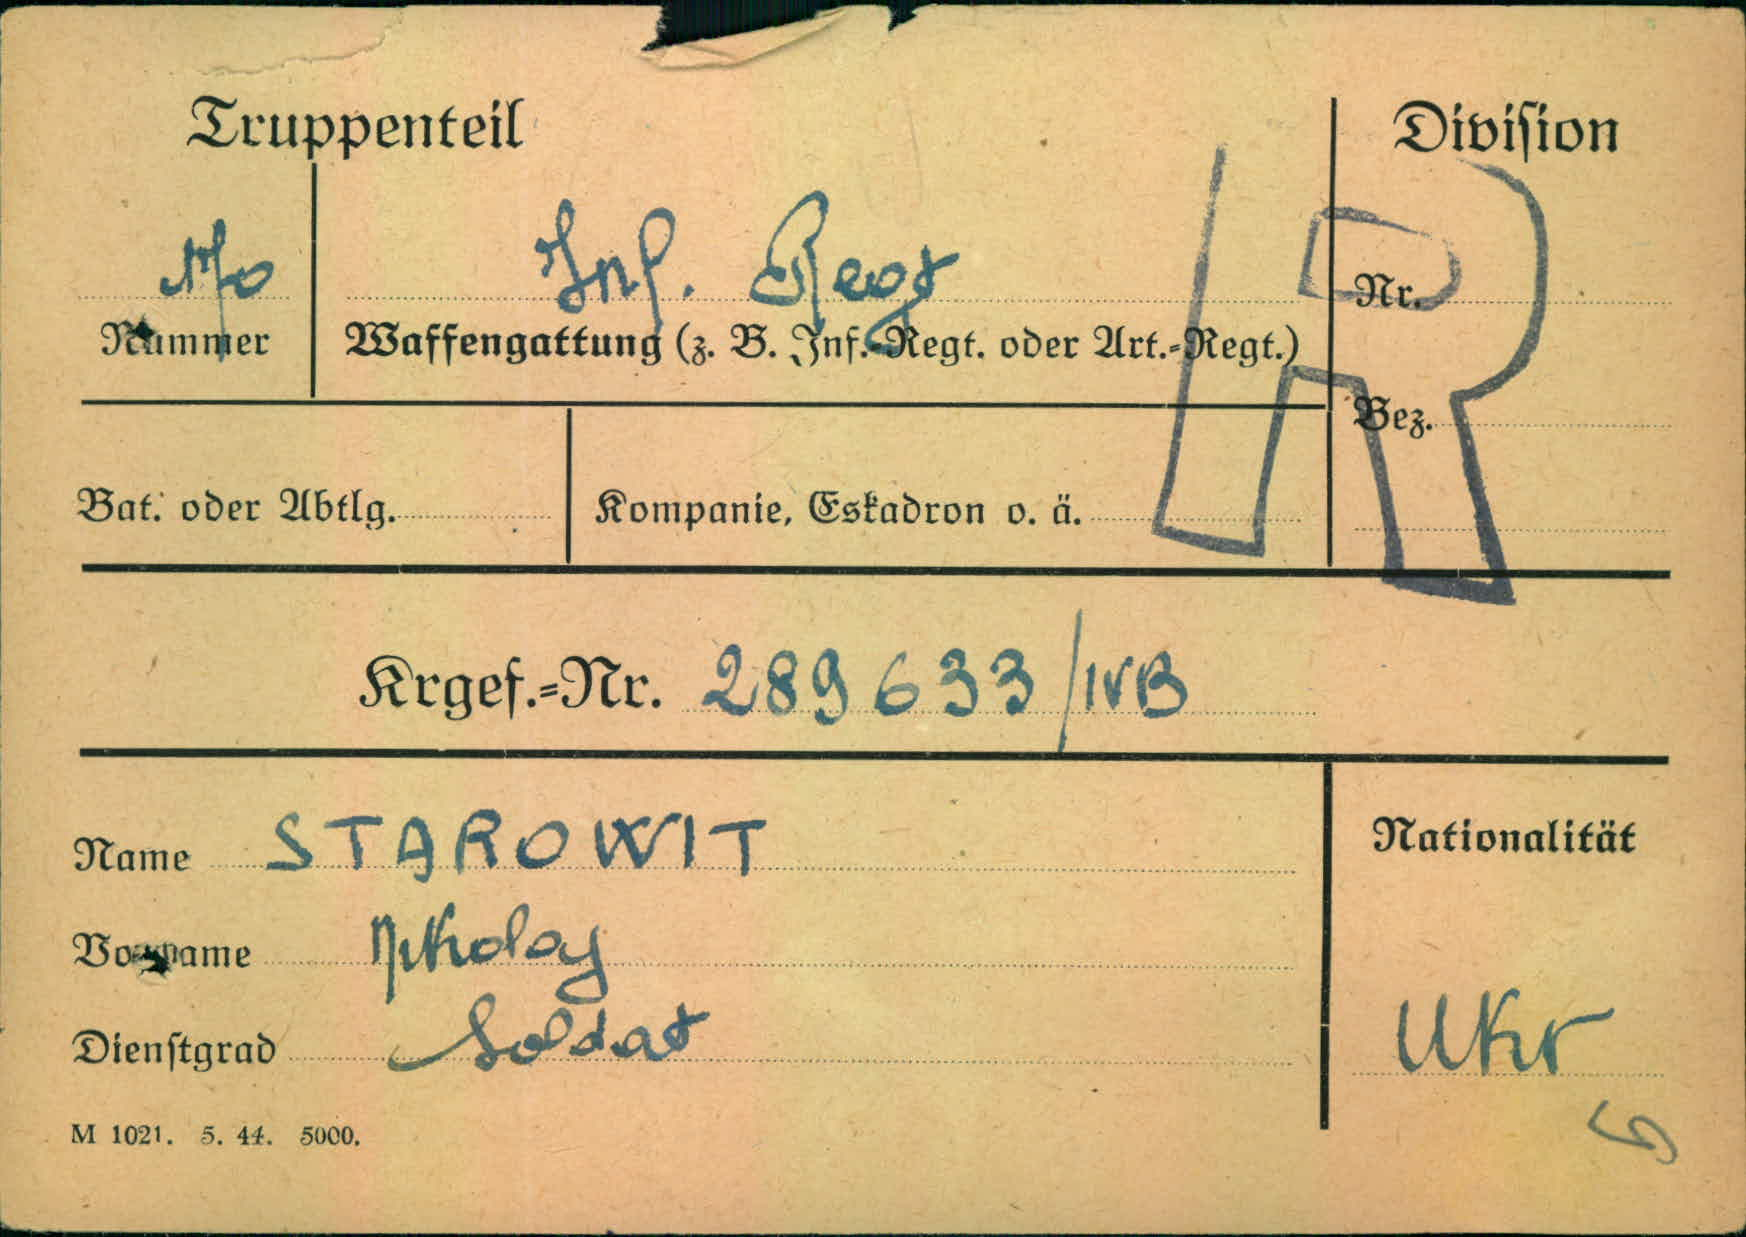 Truppenteil
Division
Inf. Regt
Nummer
Waffengattung (z. B. Inf.-Regt. oder Art.-Regt.)
Nr.
Bez.
Bat. oder Abtlg.
Kompanie, Eskadron o. ä.
R
Krgef.-Nr. 289633/IVB
Name STAROWIT
Nationalität
Vorname Nikolay
Dienstgrad Soldat
Ukr
M 1021. 5. 44. 5000.